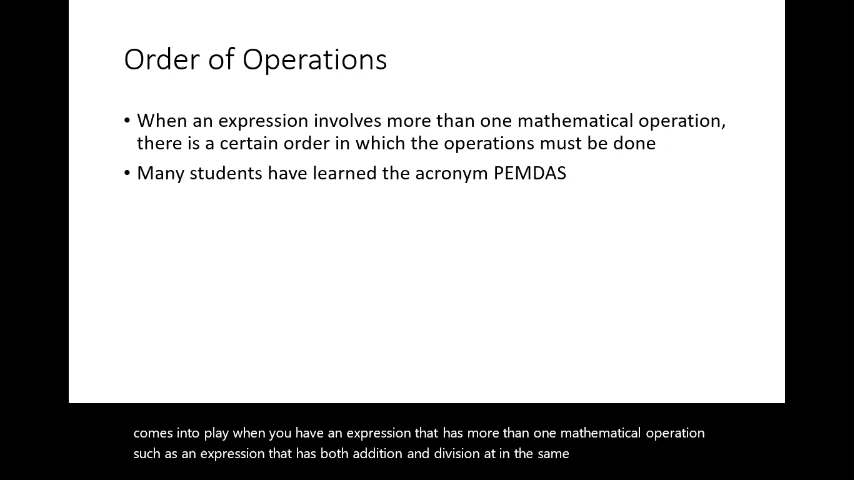 Order of Operations
• When an expression involves more than one mathematical operation,
there is a certain order in which the operations must be done
• Many students have learned the acronym PEMDAS
comes into play when you have an expression that has more than one mathematical operation
such as an expression that has both addition and division at in the same